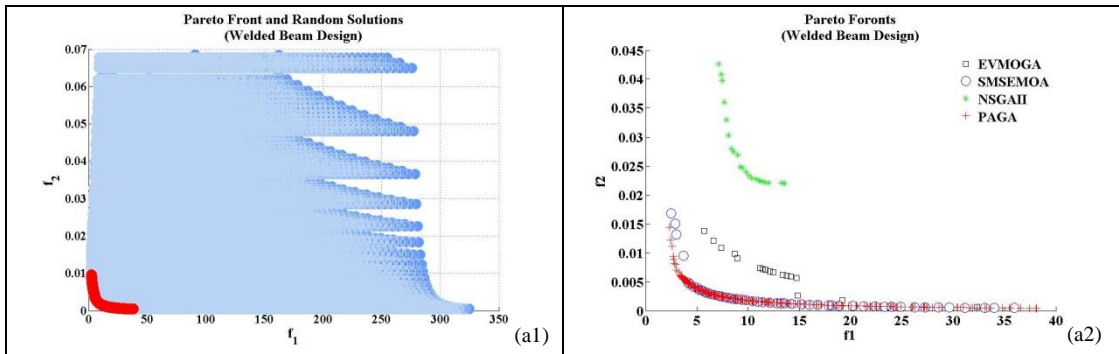 Pareto Front and Random Solutions
(Welded Beam Design)
0.07
0.06
0.05
0.04
0.03
0.02
0.01
0
f2
0
50
100
150
200
250
300
350
f1
(a1)
Pareto Foronts
(Welded Beam Design)
0.045
0.04
0.035
0.03
0.025
0.02
0.015
0.01
0.005
0
f2
EVMOGA
SMSEMOA
NSGAII
PAGA
0
5
10
15
20
25
30
35
40
f1
(a2)